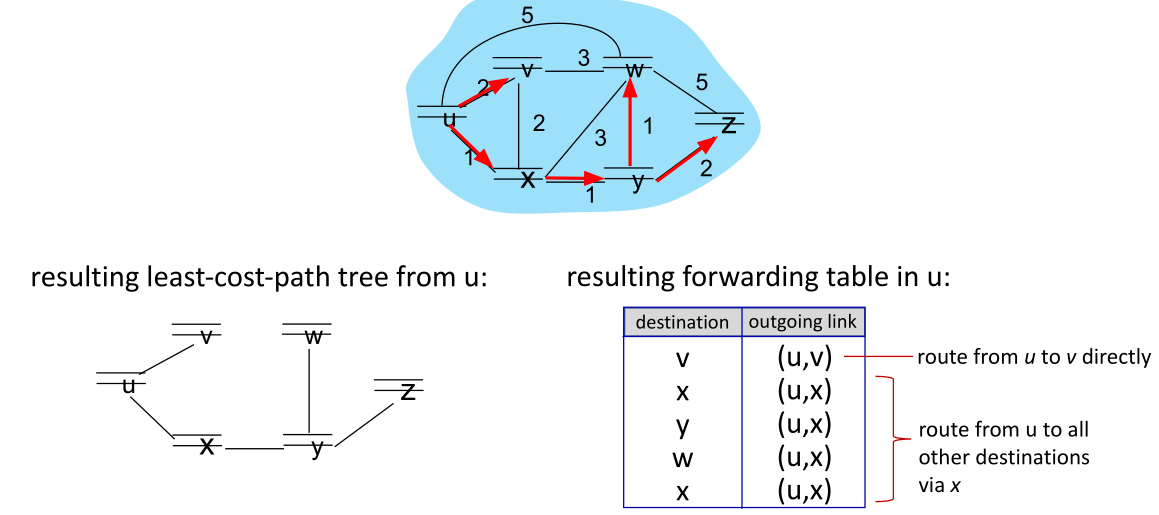 5
v
3
w
2
5
u
2
3
1
z
1
x
y
2
1
resulting least-cost-path tree from u:
resulting forwarding table in u:
v
w
u
z
x
y
destination outgoing link
v (u,v) route from u to v directly
x (u,x)
y (u,x) route from u to all
w (u,x) other destinations
x (u,x) via x